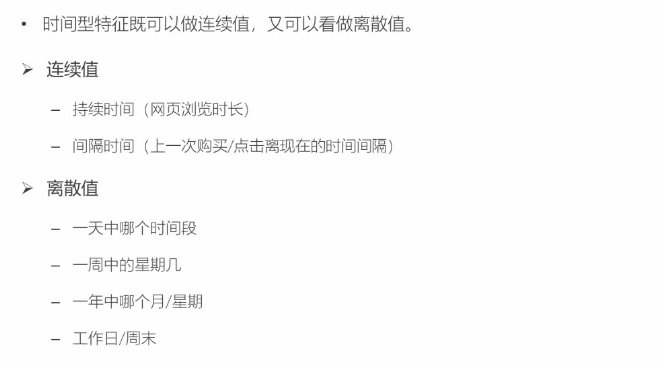 • 时间型特征既可以做连续值，又可以看做离散值。
➢ 连续值
– 持续时间（网页浏览时长）
– 间隔时间（上一次购买/点击离现在的时间间隔）
➢ 离散值
– 一天中哪个时间段
– 一周中的星期几
– 一年中哪个月/星期
– 工作日/周末